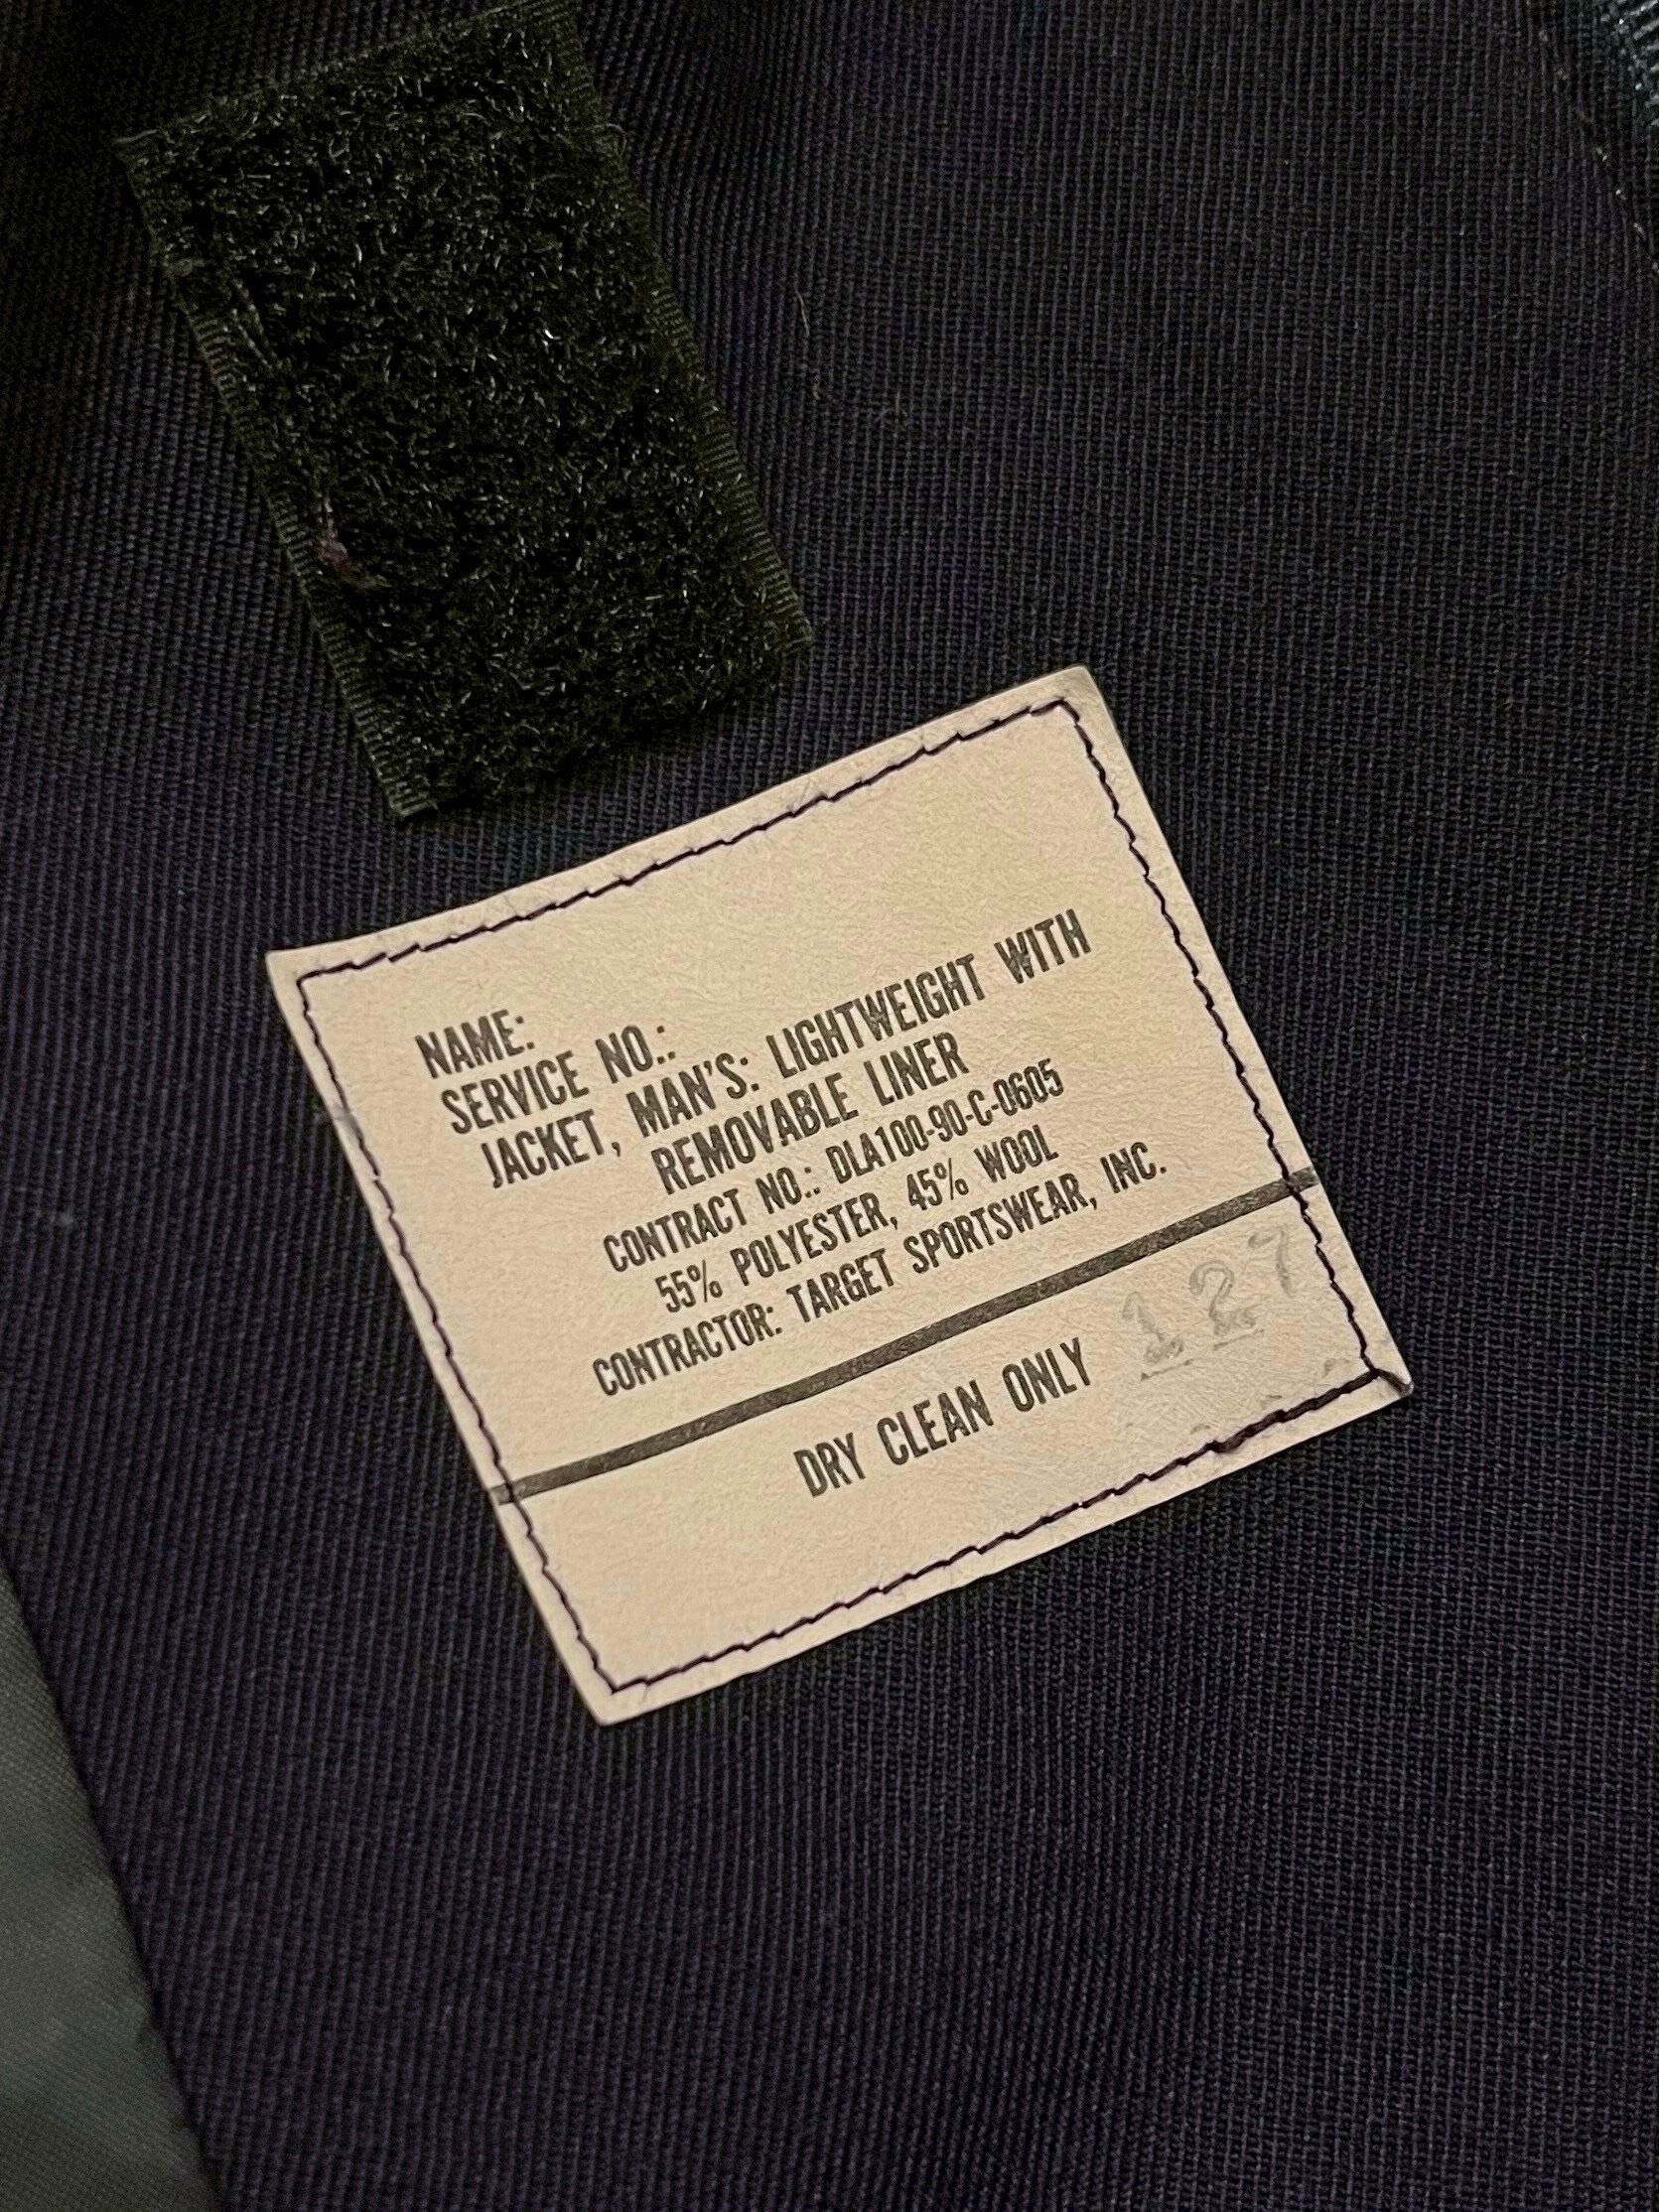 NAME:
SERVICE NO.:
JACKET, MAN'S: LIGHTWEIGHT WITH
REMOVABLE LINER
CONTRACT NO.: DLA100-90-C-0605
55% POLYESTER, 45% WOOL
CONTRACTOR: TARGET SPORTSWEAR, INC.
DRY CLEAN ONLY
127